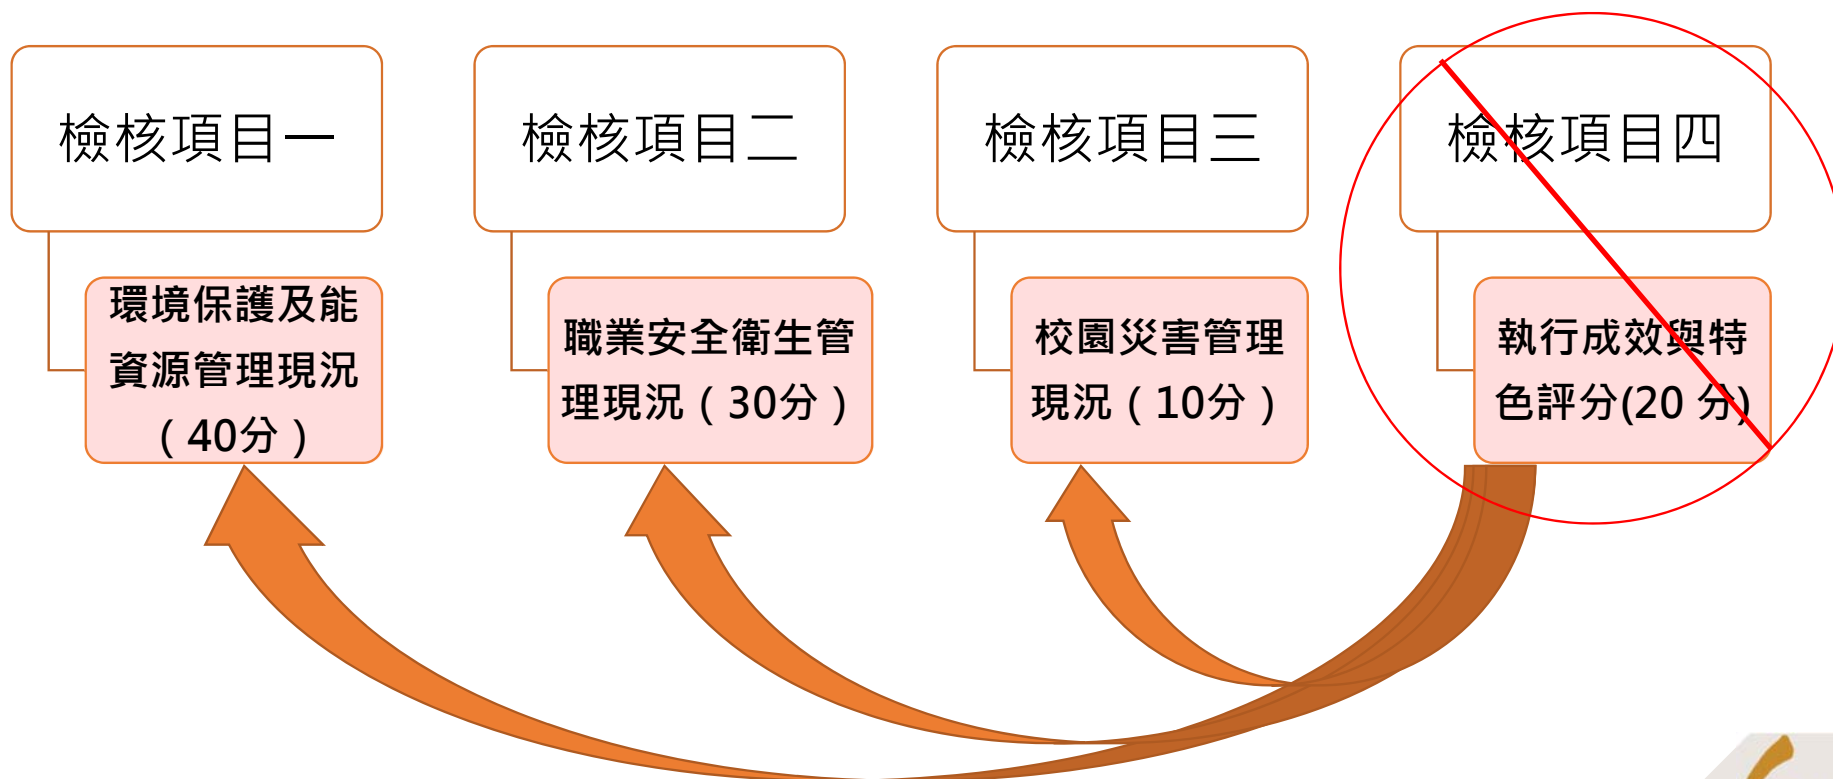 檢核項目一
環境保護及能
資源管理現況
（40分）
檢核項目二
職業安全衛生管
理現況（30分）
檢核項目三
校園災害管理
現況（10分）
檢核項目四
執行成效與特
色評分(20 分)